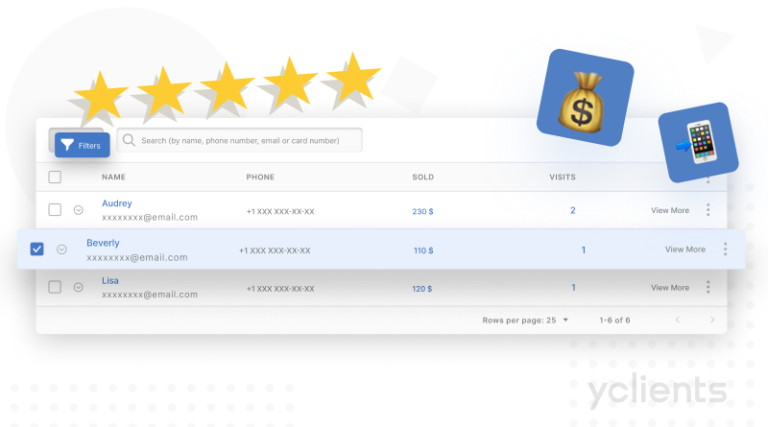 Filters
Search (by name, phone number, email or card number)
NAME PHONE SOLD VISITS
Audrey
xxxxxxxx@email.com
+1 XXX XXX-XX-XX
230 $
2
View More
Beverly
xxxxxxxx@email.com
+1 XXX XXX-XX-XX
110 $
1
View More
Lisa
xxxxxxxx@email.com
+1 XXX XXX-XX-XX
120 $
1
View More
Rows per page: 25 1-6 of 6
yclients